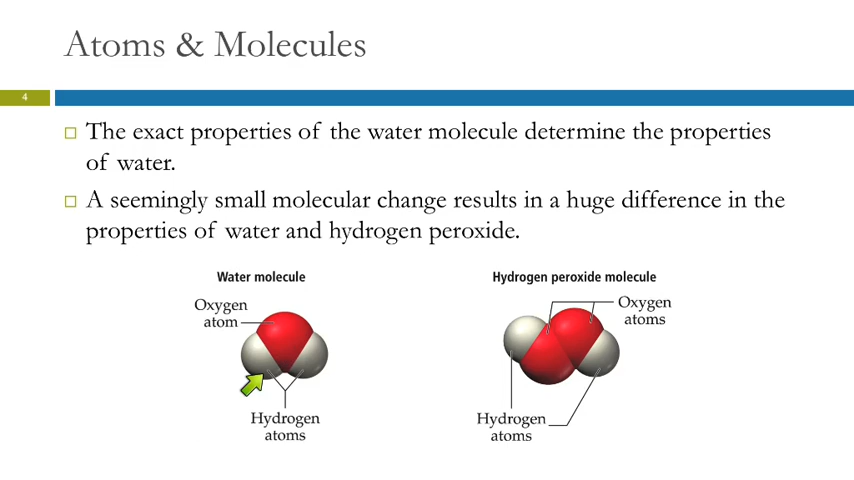 Atoms & Molecules
4
The exact properties of the water molecule determine the properties
of water.
A seemingly small molecular change results in a huge difference in the
properties of water and hydrogen peroxide.
Water molecule
Oxygen
atom
Hydrogen
atoms
Hydrogen peroxide molecule
Oxygen
atoms
Hydrogen
atoms